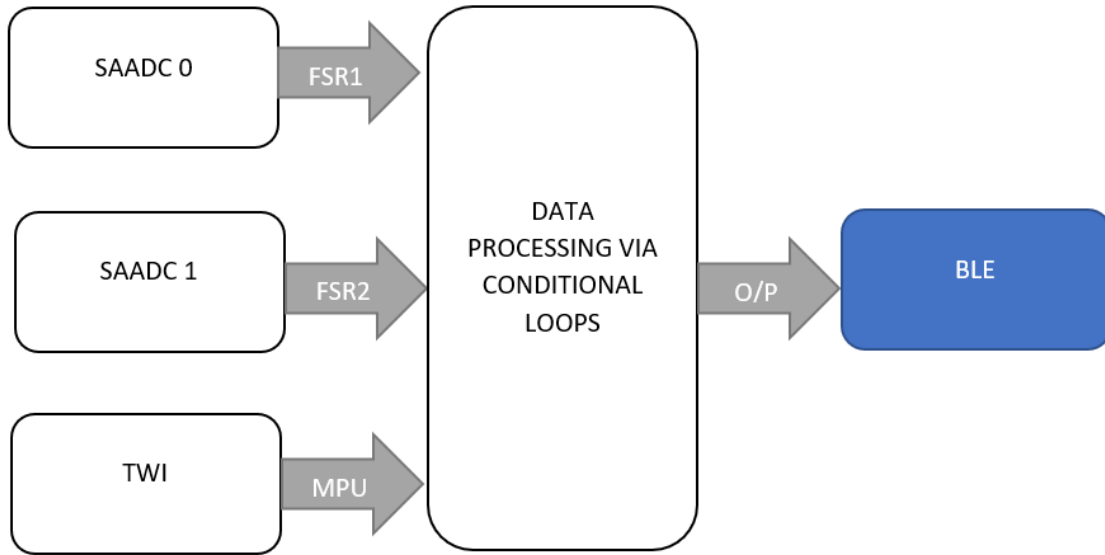 SAADC 0
FSR1
SAADC 1
FSR2
TWI
MPU
DATA
PROCESSING VIA
CONDITIONAL
LOOPS
O/P
BLE